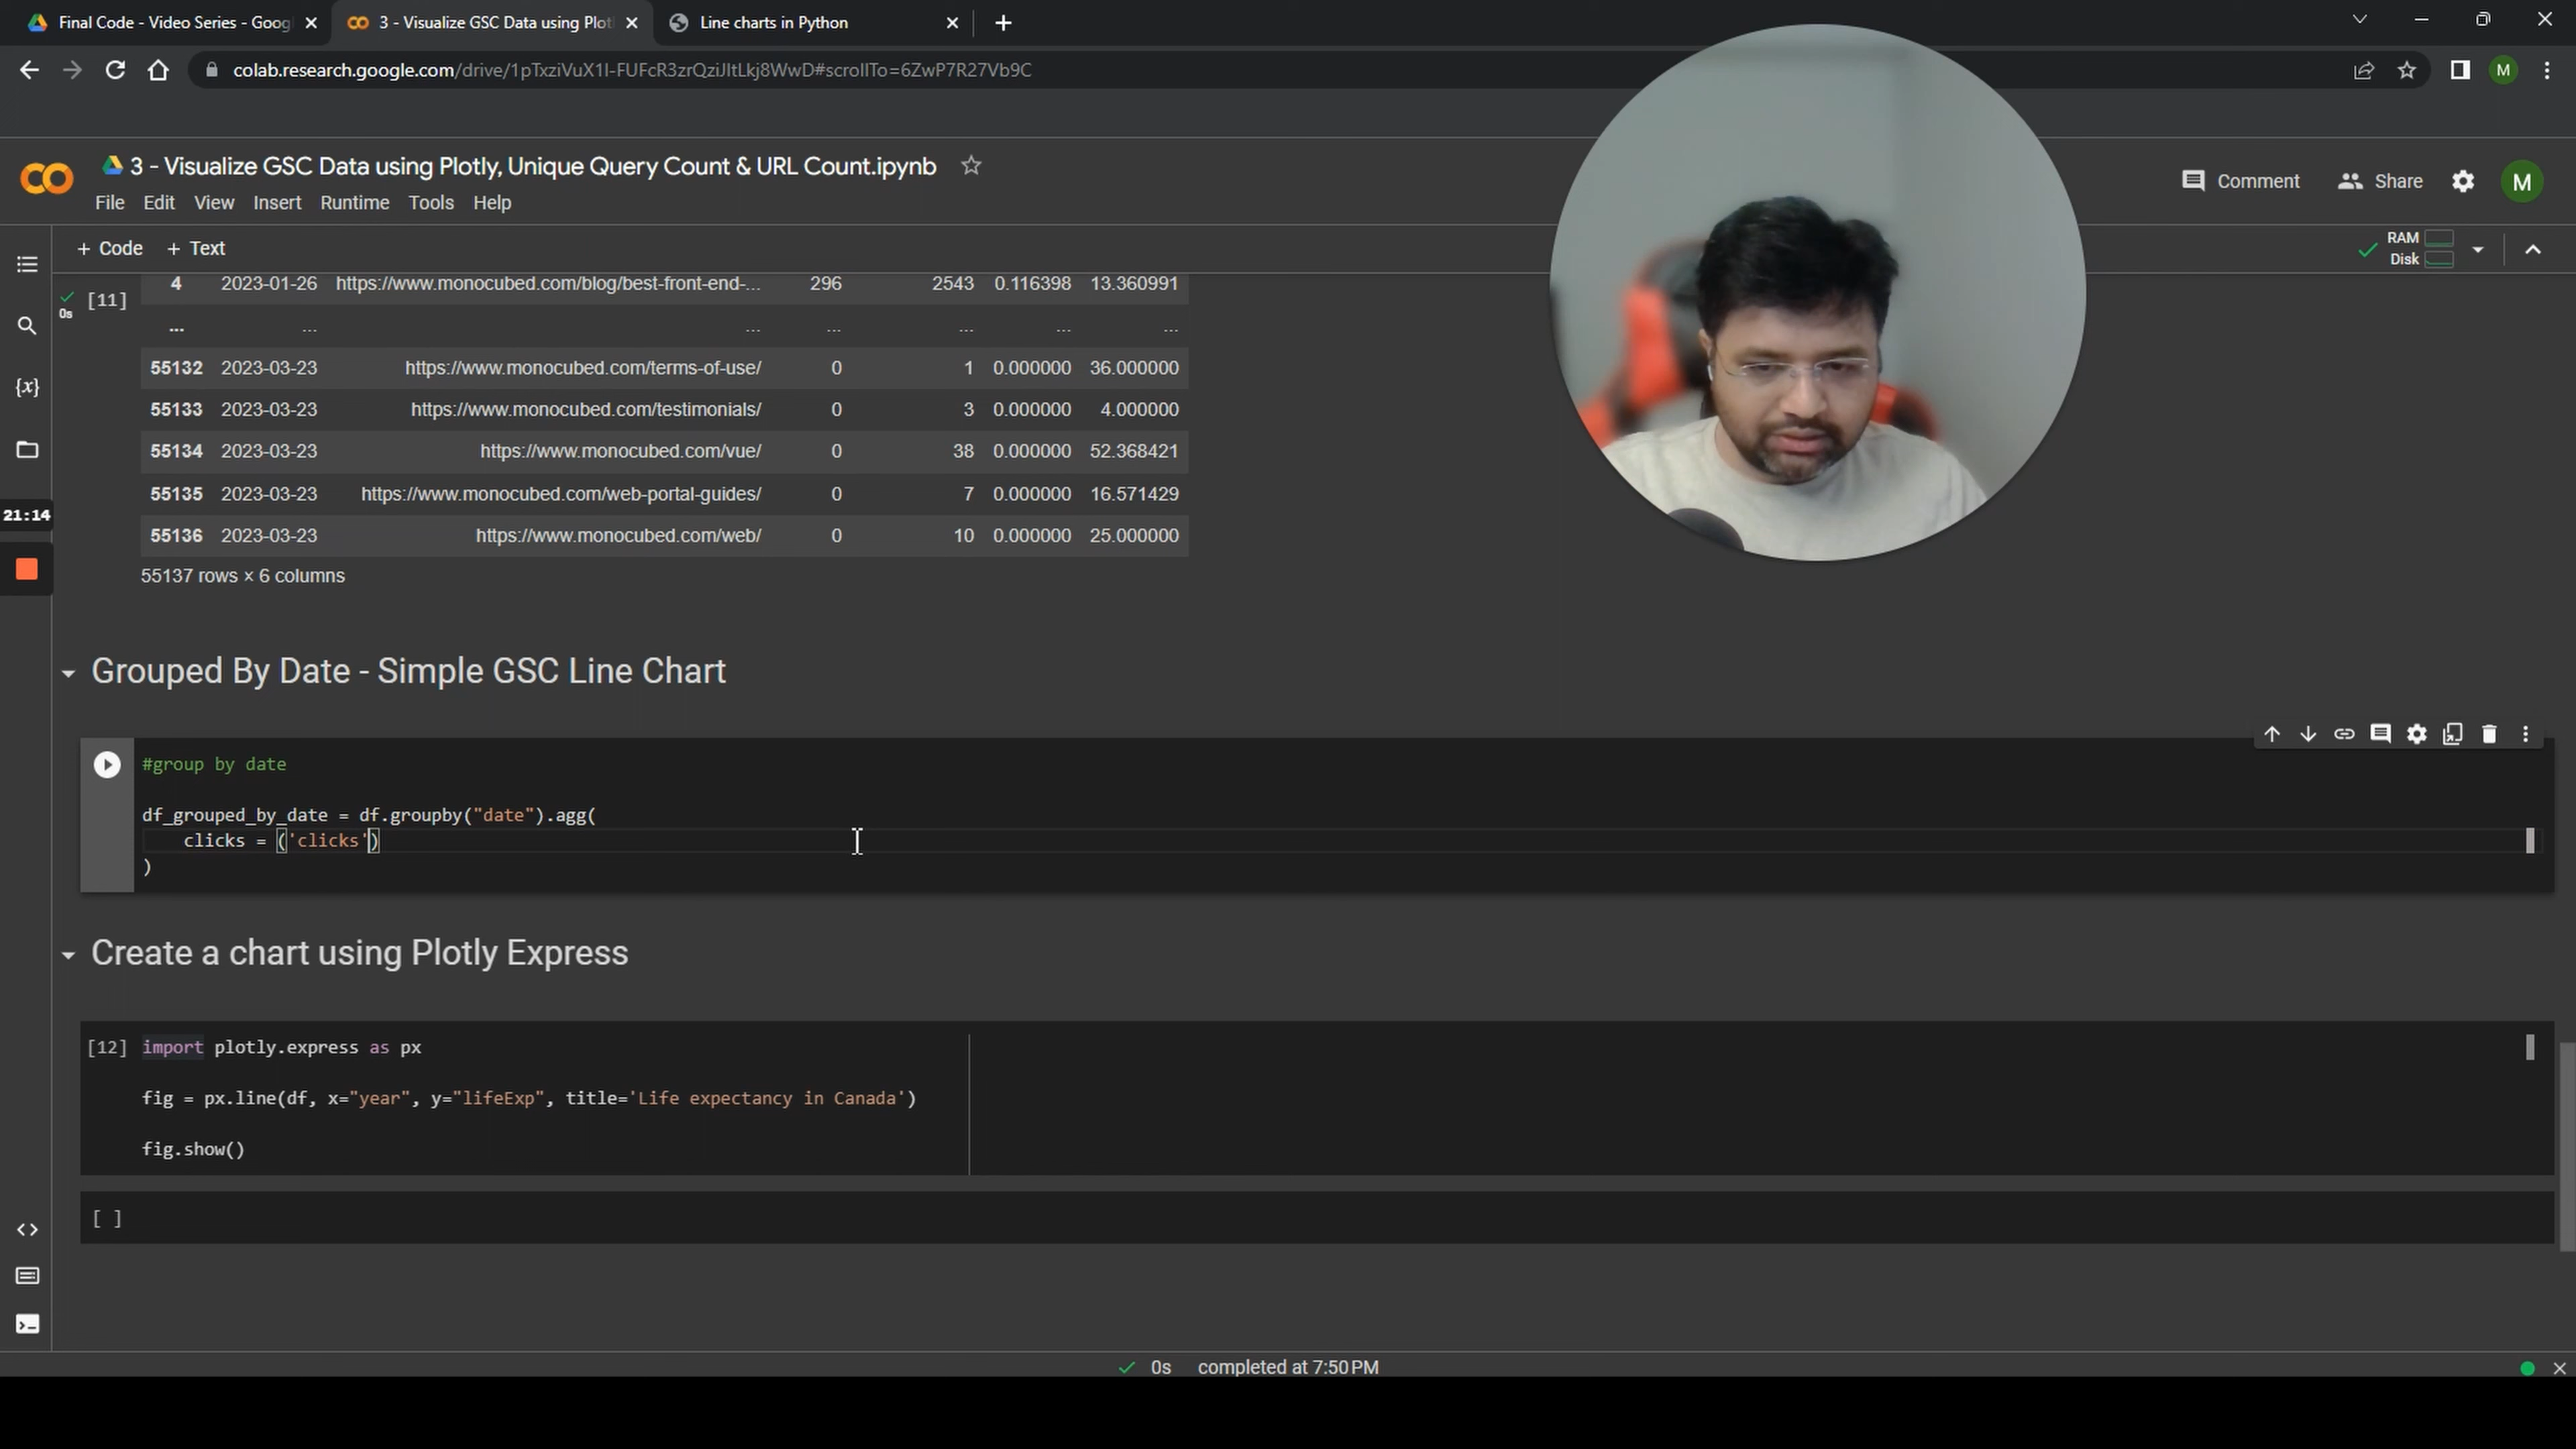 Final Code - Video Series - Goog
3 - Visualize GSC Data using Plot
Line charts in Python
colab.research.google.com/drive/1pTxziVuX1I-FUFcR3zrQziJltLkj8WwD#scrollTo=6ZwP7R27Vb9C
M
3 - Visualize GSC Data using Plotly, Unique Query Count & URL Count.ipynb
Comment
Share
M
File Edit View Insert Runtime Tools Help
+ Code + Text
RAM
Disk
0s
[11]
4 2023-01-26 https://www.monocubed.com/blog/best-front-end-... 296 2543 0.116398 13.360991
... ... ... ... ... ... ...
55132 2023-03-23 https://www.monocubed.com/terms-of-use/ 0 1 0.000000 36.000000
55133 2023-03-23 https://www.monocubed.com/testimonials/ 0 3 0.000000 4.000000
55134 2023-03-23 https://www.monocubed.com/vue/ 0 38 0.000000 52.368421
55135 2023-03-23 https://www.monocubed.com/web-portal-guides/ 0 7 0.000000 16.571429
55136 2023-03-23 https://www.monocubed.com/web/ 0 10 0.000000 25.000000
55137 rows × 6 columns
{x}
21:14
Grouped By Date - Simple GSC Line Chart
#group by date
df_grouped_by_date = df.groupby("date").agg(
clicks = ('clicks')
)
Create a chart using Plotly Express
[12] import plotly.express as px
fig = px.line(df, x="year", y="lifeExp", title='Life expectancy in Canada')
fig.show()
[ ]
0s completed at 7:50 PM